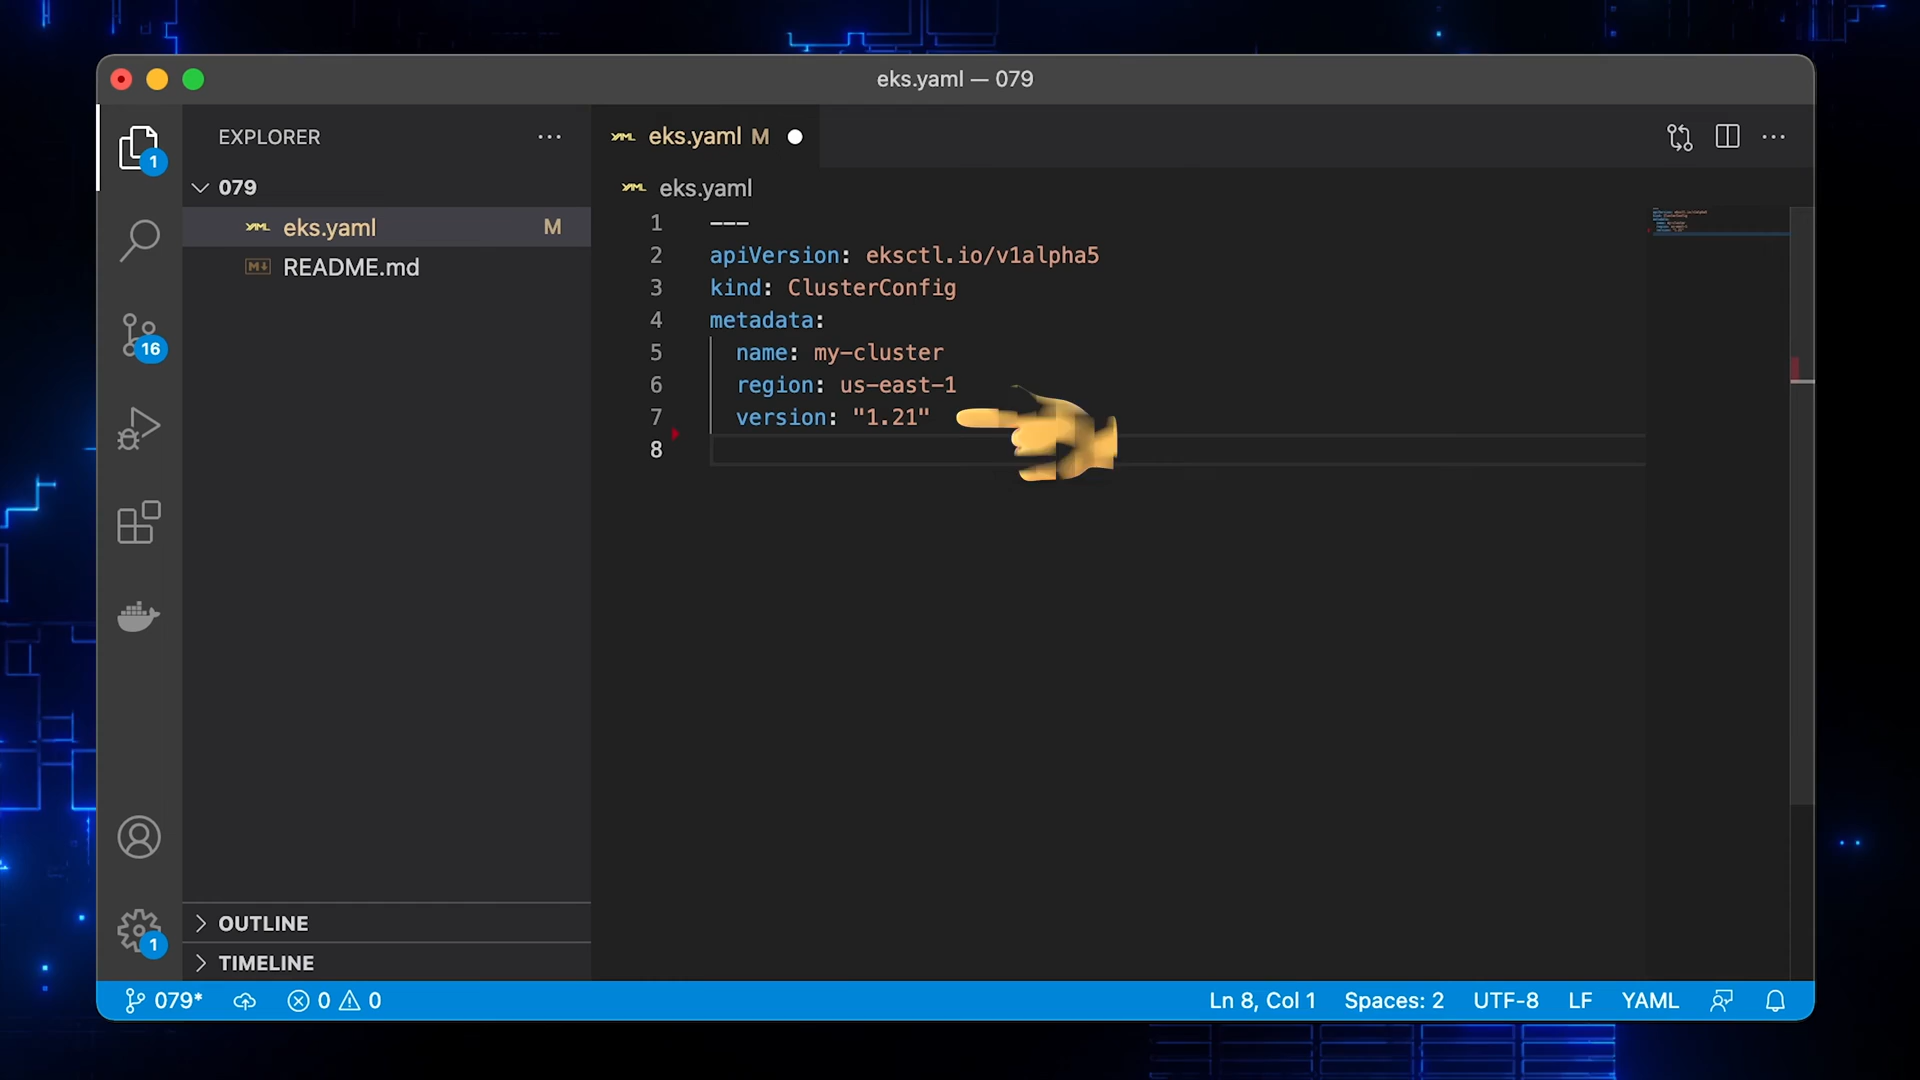 eks.yaml — 079
EXPLORER
1
079
eks.yaml M
README.md
16
OUTLINE
1
TIMELINE
YAML eks.yaml M
YAML eks.yaml
1 ---
2 apiVersion: eksctl.io/v1alpha5
3 kind: ClusterConfig
4 metadata:
5 name: my-cluster
6 region: us-east-1
7 version: "1.21"
8
079* 0 0 Ln 8, Col 1 Spaces: 2 UTF-8 LF YAML